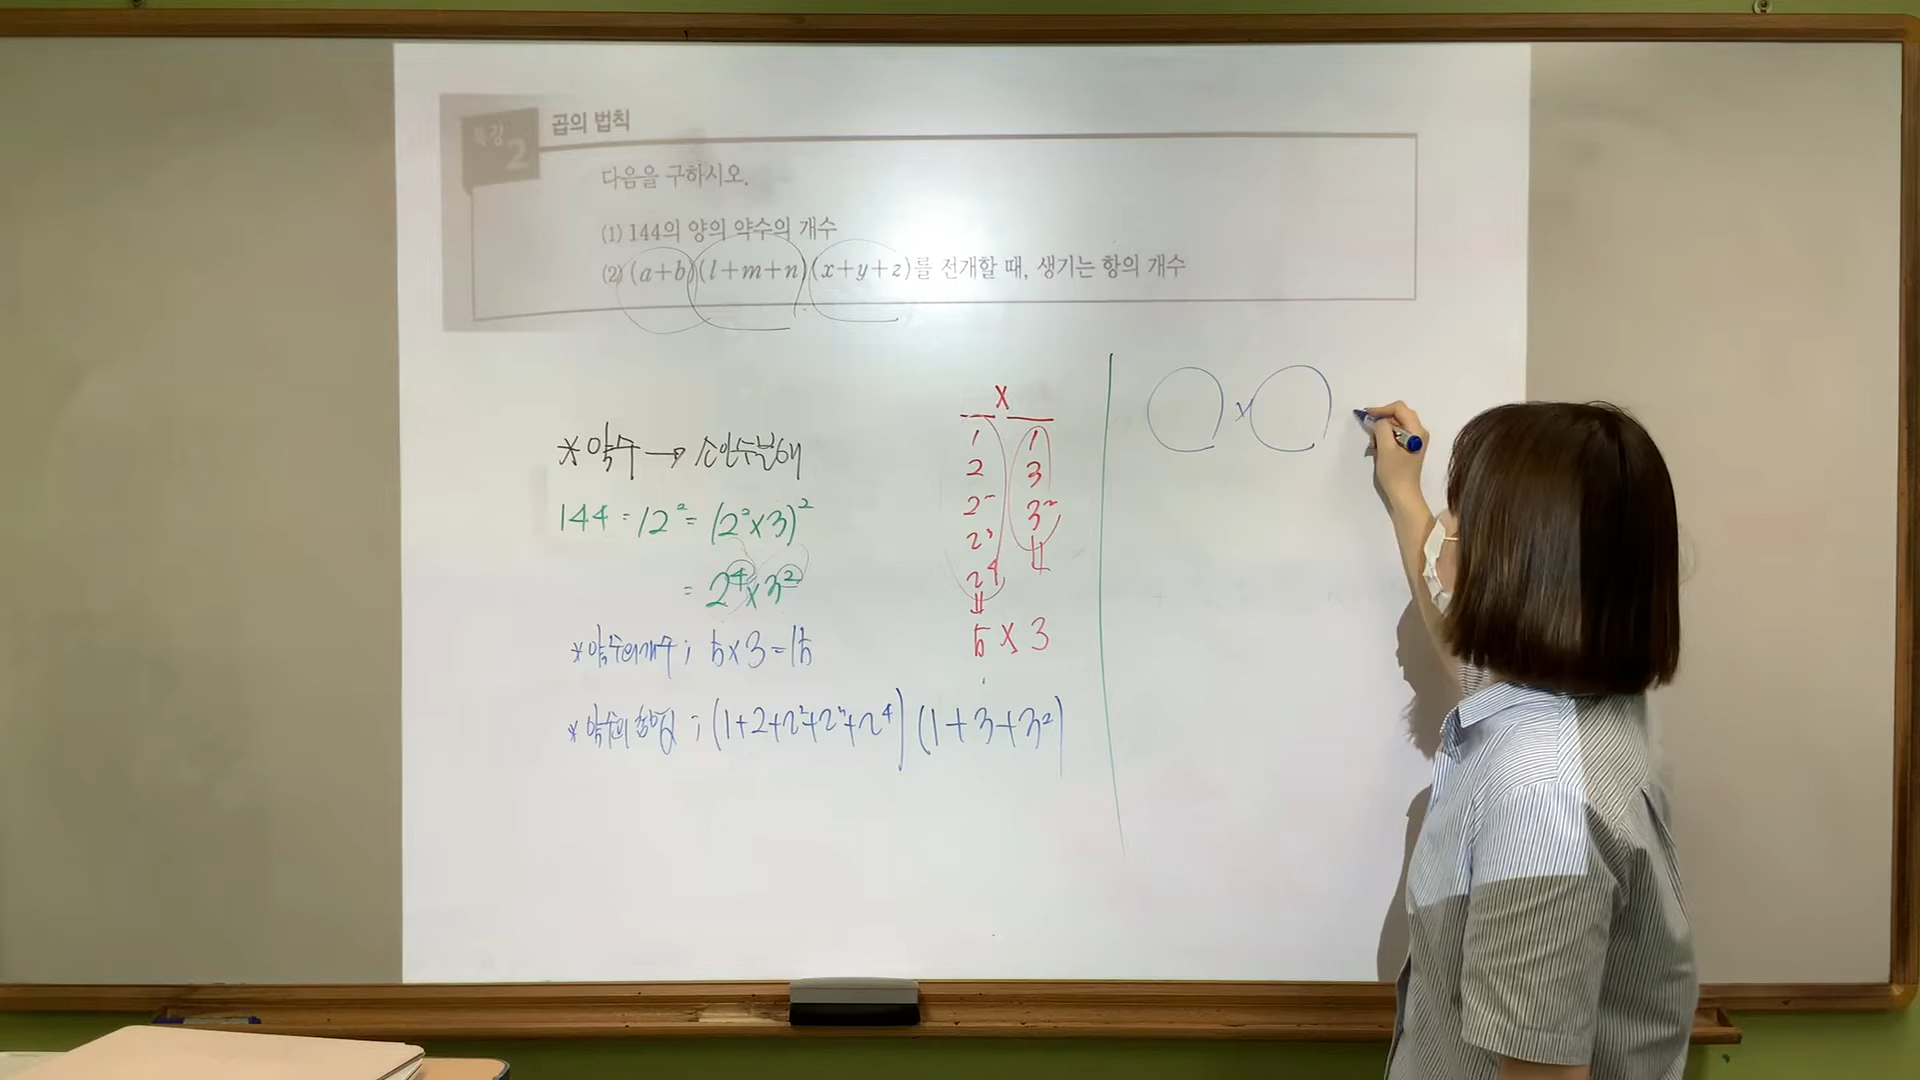 특강 2
곱의 법칙
다음을 구하시오.
(1) 144의 양의 약수의 개수
(2) (a+b)(l+m+n)(x+y+z)를 전개할 때, 생기는 항의 개수
* 약수 → 소인수분해
144 = 12² = (2²×3)²
= 2⁴×3²
* 약수의개수 ; 5×3=15
* 약수의 총합 ; (1+2+2²+2³+2⁴)(1+3+3²)
×
1 1
2 3
2² 3²
2³
2⁴
5 × 3
×